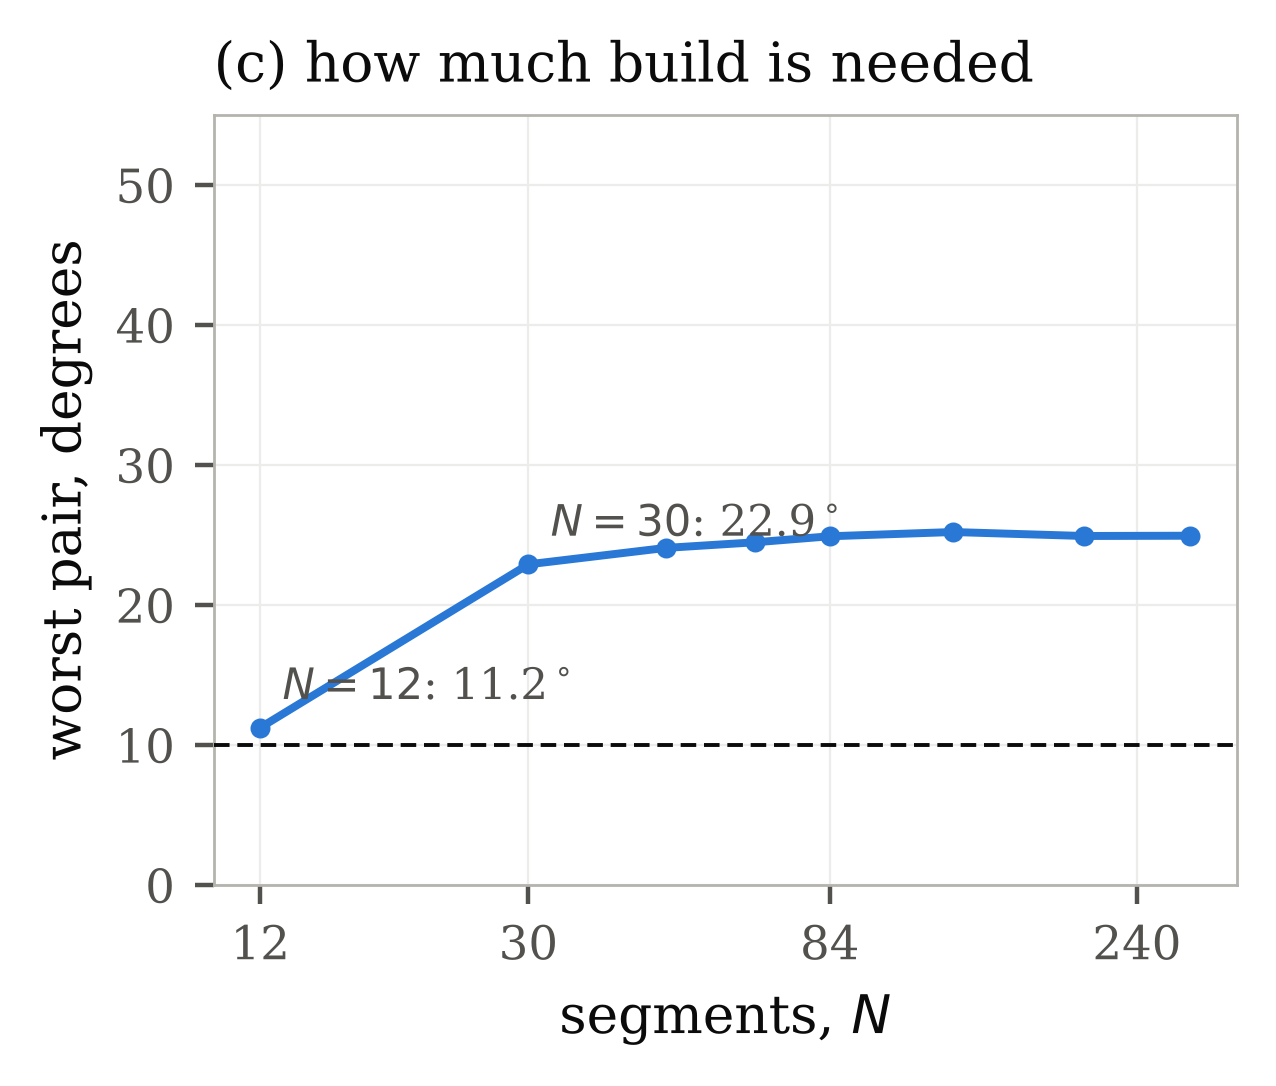 (c) how much build is needed
worst pair, degrees
50
40
30
20
10
0
N = 30: 22.9°
N = 12: 11.2°
12 30 84 240
segments, N